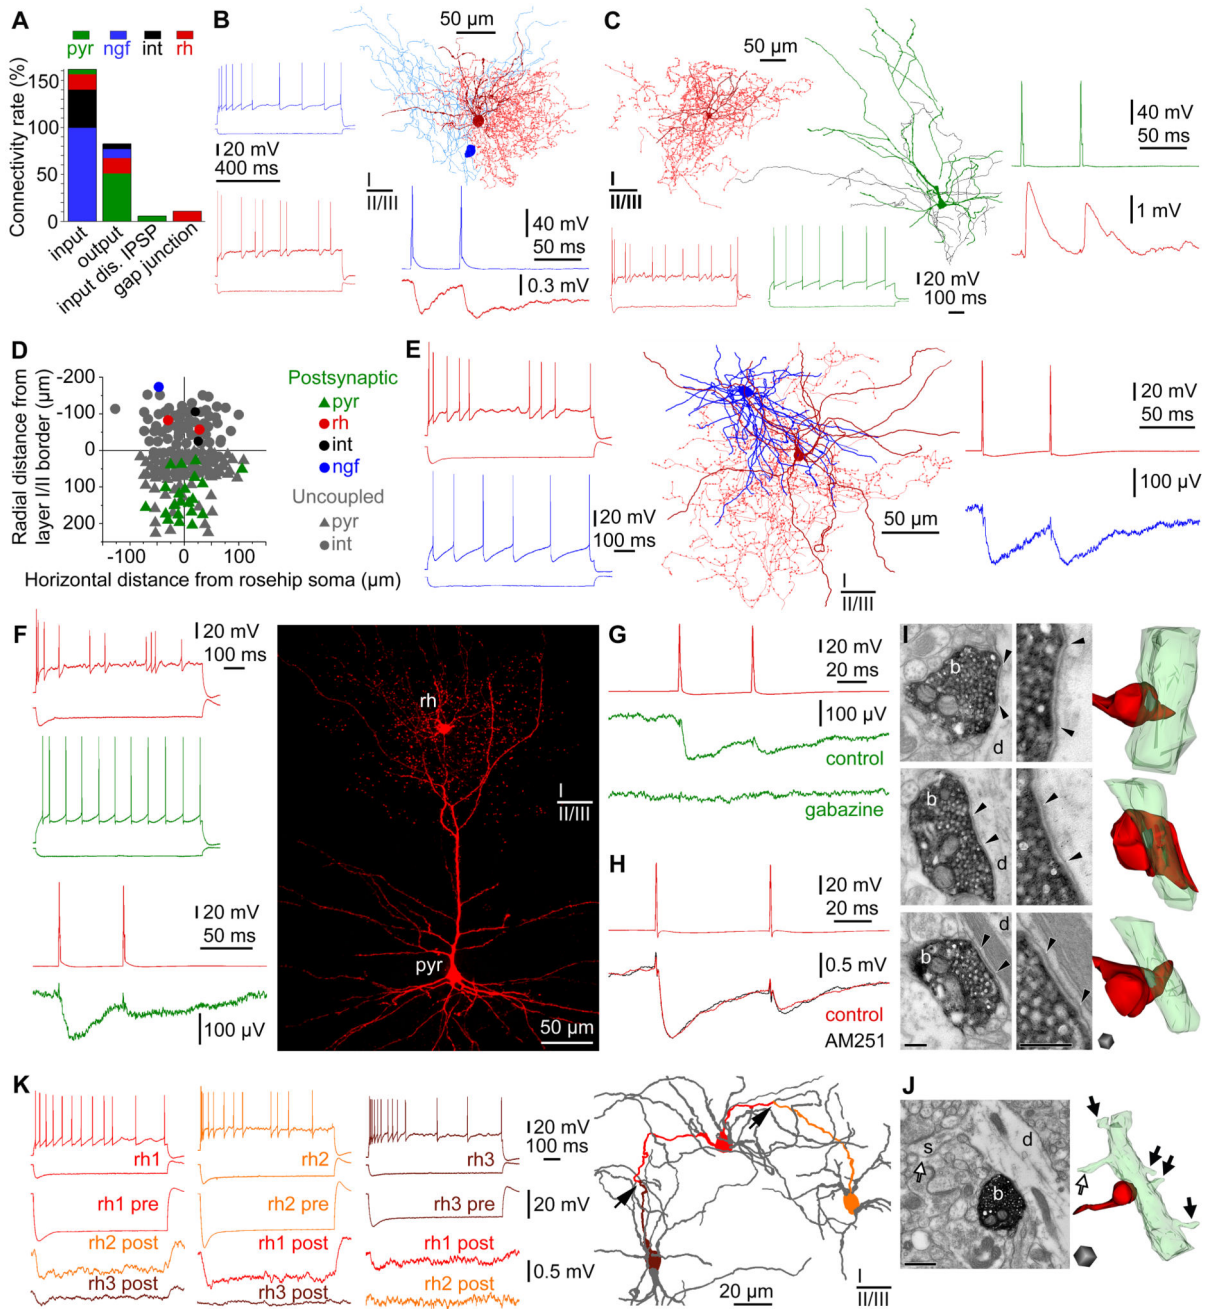 A
pyr ngf int rh
Connectivity rate (%)
150
100
50
0
input
output
input dis. IPSP
gap junction
B
50 µm
20 mV
400 ms
I
II/III
40 mV
50 ms
0.3 mV
C
50 µm
I
II/III
40 mV
50 ms
1 mV
20 mV
100 ms
D
Radial distance from
layer I/II border (µm)
-200
-100
0
100
200
-100 0 100
Horizontal distance from rosehip soma (µm)
Postsynaptic
pyr
rh
int
ngf
Uncoupled
pyr
int
E
20 mV
100 ms
50 µm
I
II/III
20 mV
50 ms
100 µV
F
20 mV
100 ms
20 mV
50 ms
100 µV
rh
I
II/III
pyr
50 µm
G
20 mV
20 ms
100 µV
control
gabazine
H
20 mV
20 ms
0.5 mV
control
AM251
I
b
d
b
d
b
d
J
s
d
b
K
rh1
rh2
rh3
20 mV
100 ms
rh1 pre
rh2 pre
rh3 pre
20 mV
rh2 post
rh1 post
rh1 post
rh3 post
rh3 post
rh2 post
0.5 mV
20 µm
I
II/III